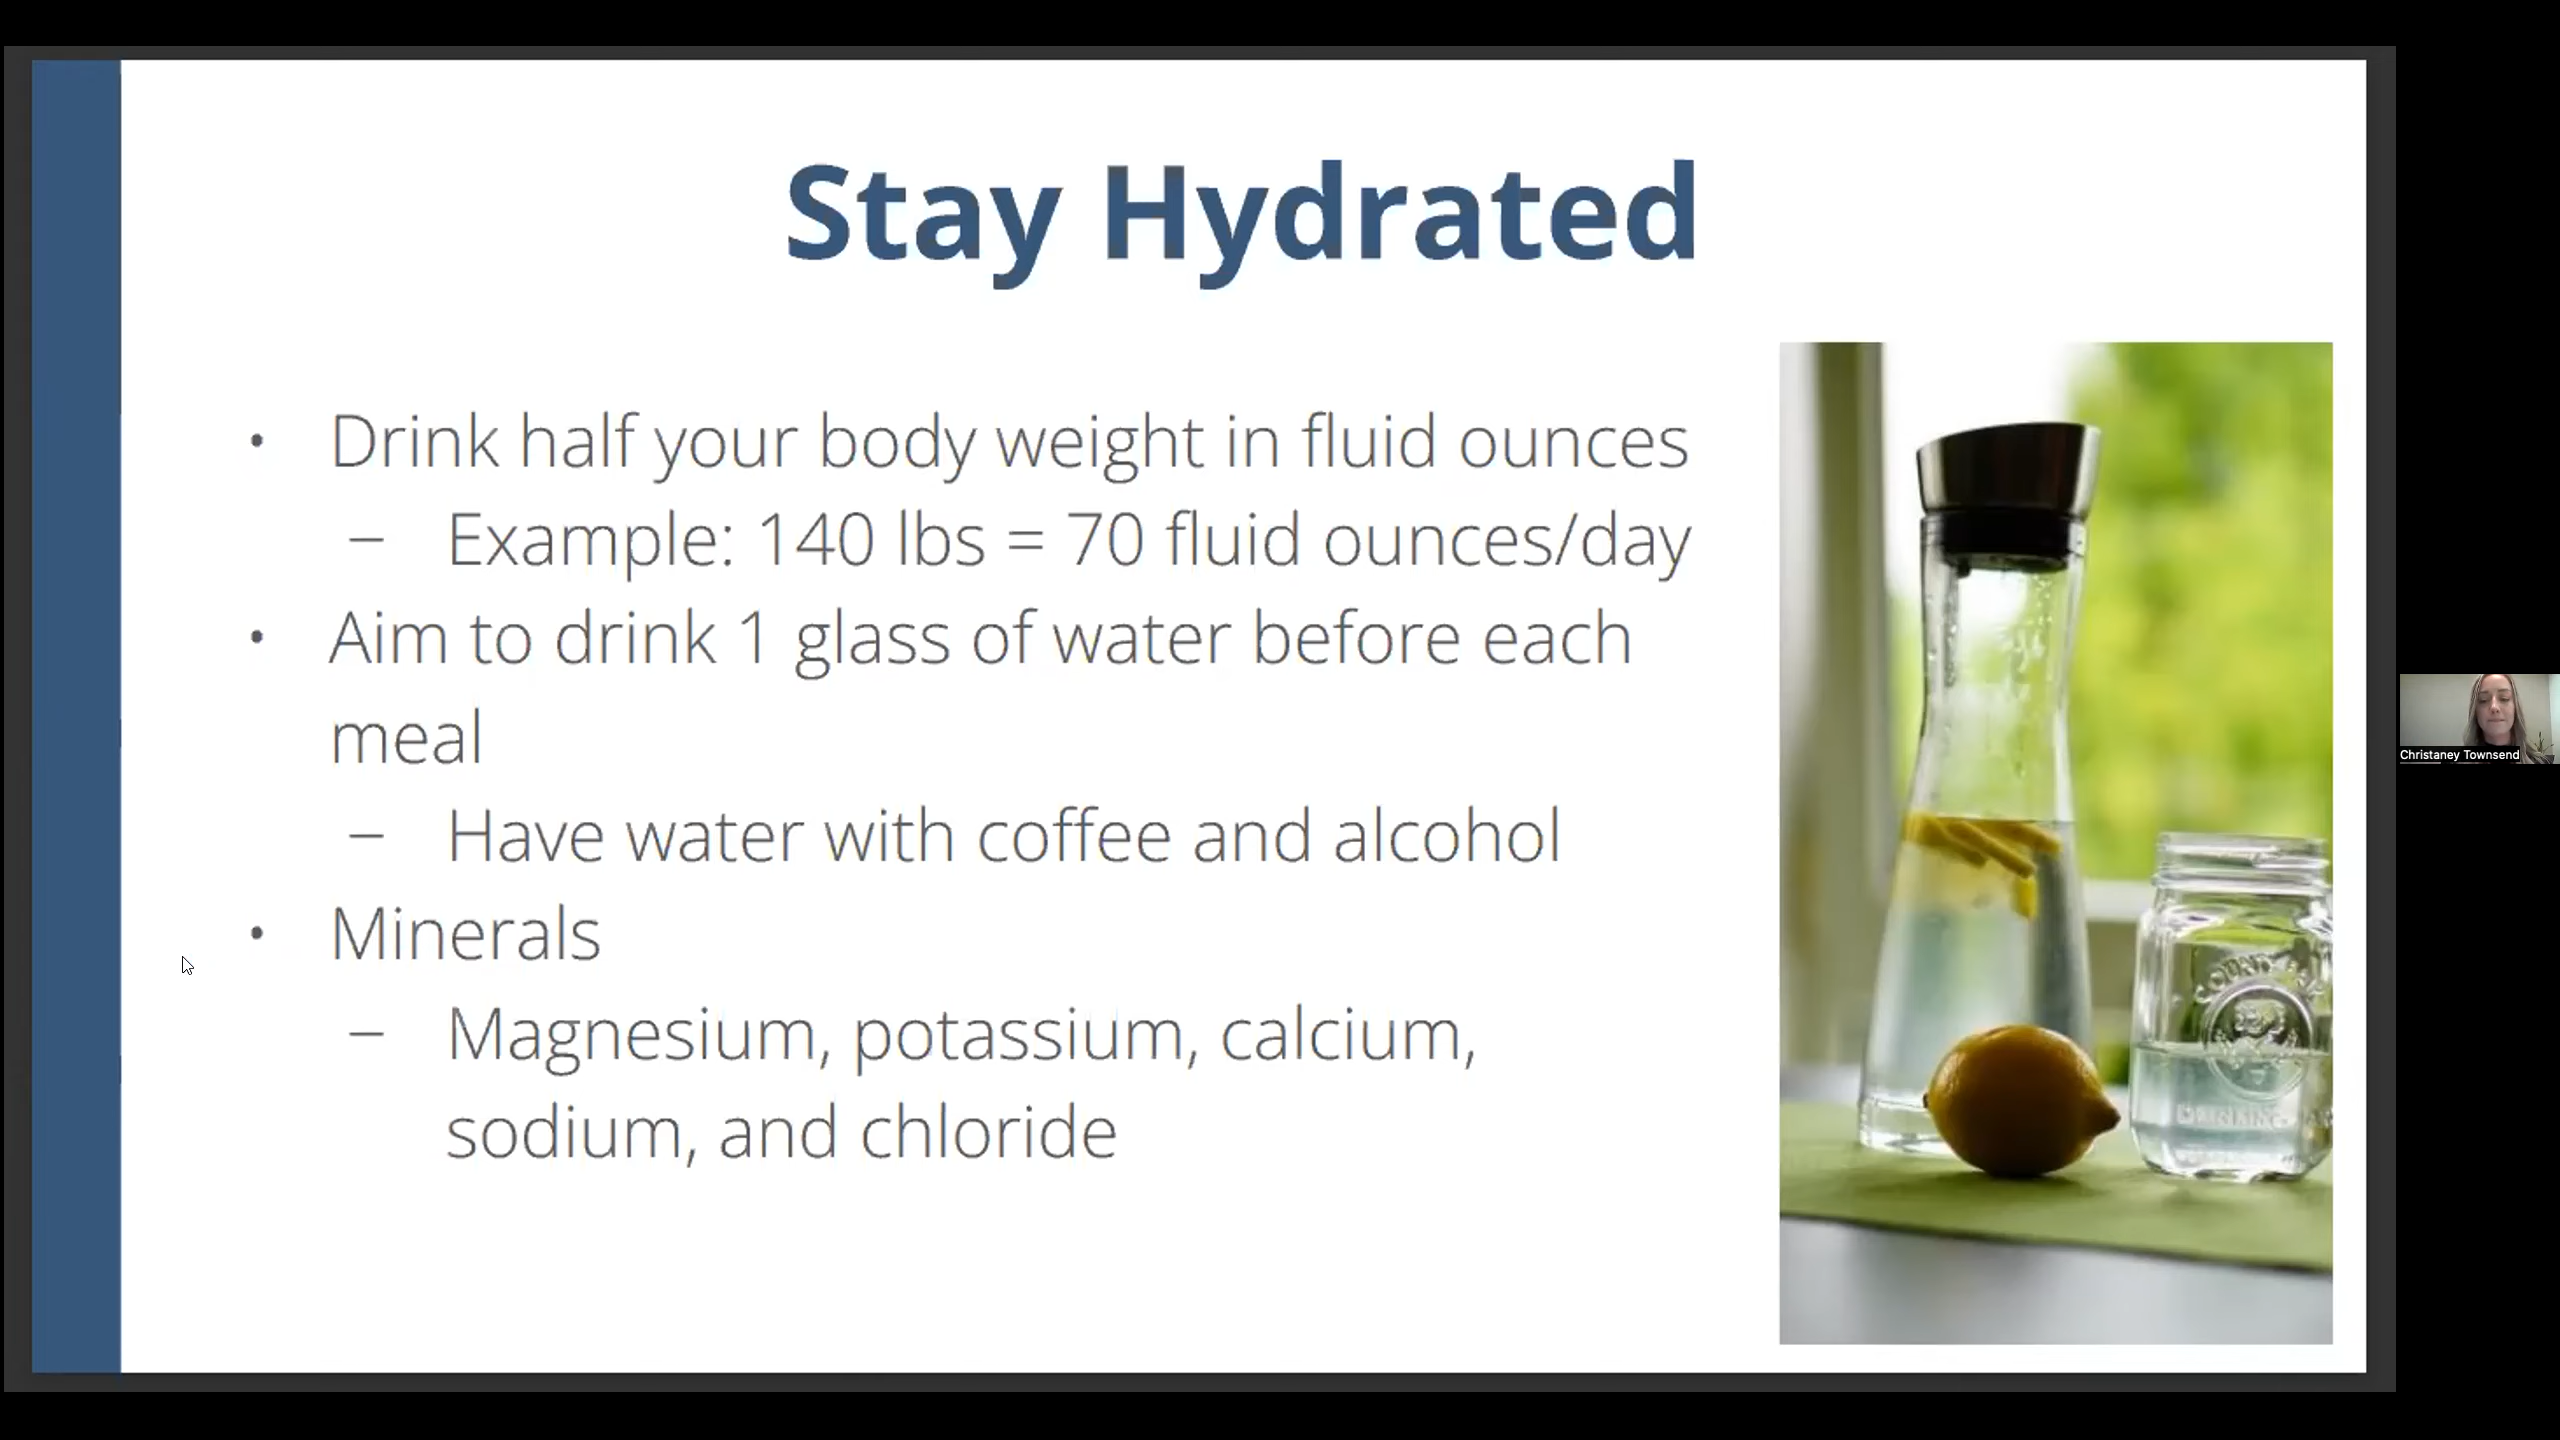 Stay Hydrated
• Drink half your body weight in fluid ounces
– Example: 140 lbs = 70 fluid ounces/day
• Aim to drink 1 glass of water before each
meal
– Have water with coffee and alcohol
• Minerals
– Magnesium, potassium, calcium,
sodium, and chloride
Christaney Townsend